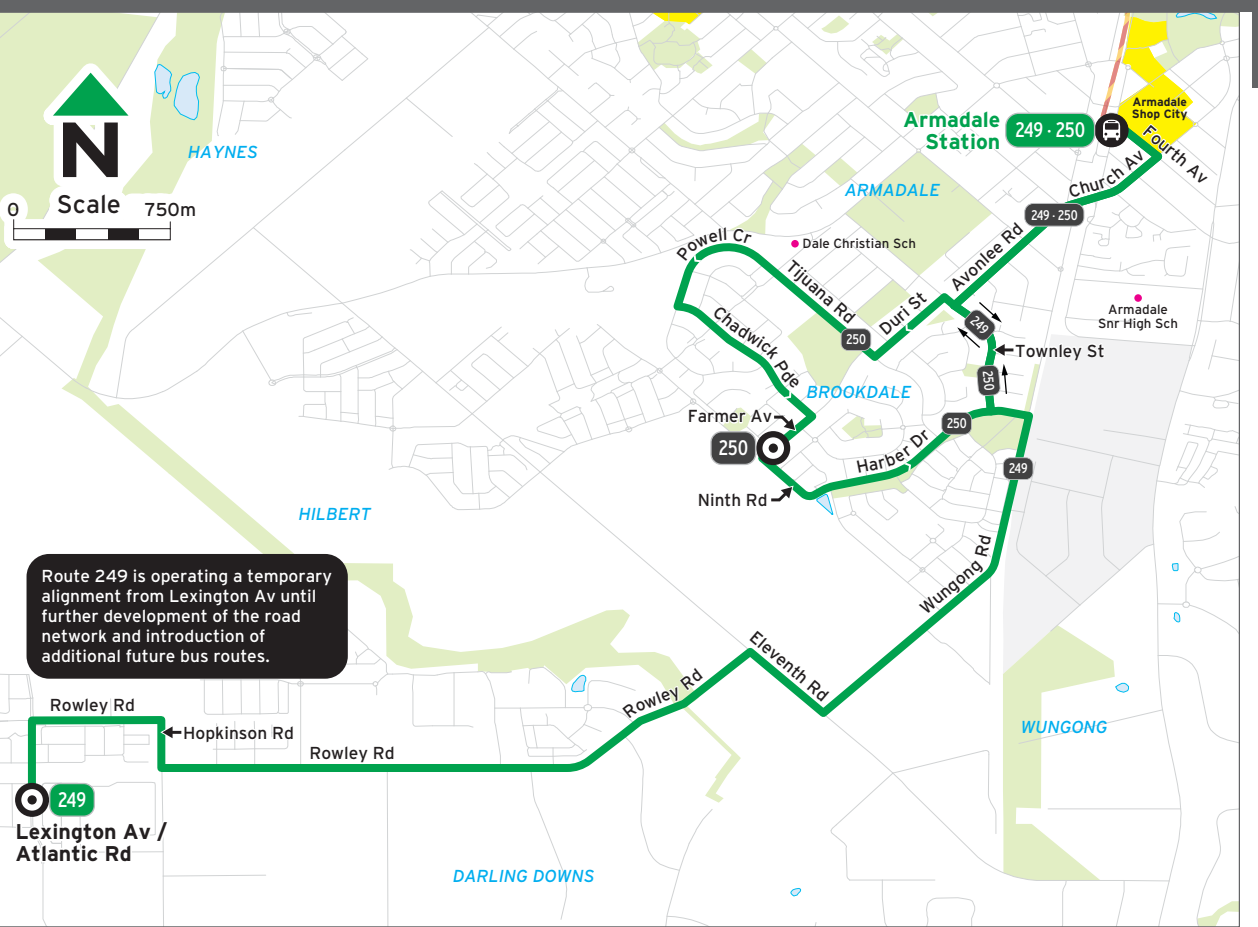 Armadale
Shop City
Armadale
Station
249 · 250
Fourth Av
Church Av
HAYNES
N
Scale
0
750m
ARMADALE
249 · 250
Powell Cr
Dale Christian Sch
Avonlee Rd
Tijuana Rd
Duri St
Armadale
Snr High Sch
Chadwick Pde
250
249
Townley St
250
BROOKDALE
Farmer Av
250
250
Harber Dr
249
Ninth Rd
HILBERT
Wungong Rd
Route 249 is operating a temporary
alignment from Lexington Av until
further development of the road
network and introduction of
additional future bus routes.
Eleventh Rd
Rowley Rd
Rowley Rd
Hopkinson Rd
Rowley Rd
WUNGONG
249
Lexington Av /
Atlantic Rd
DARLING DOWNS